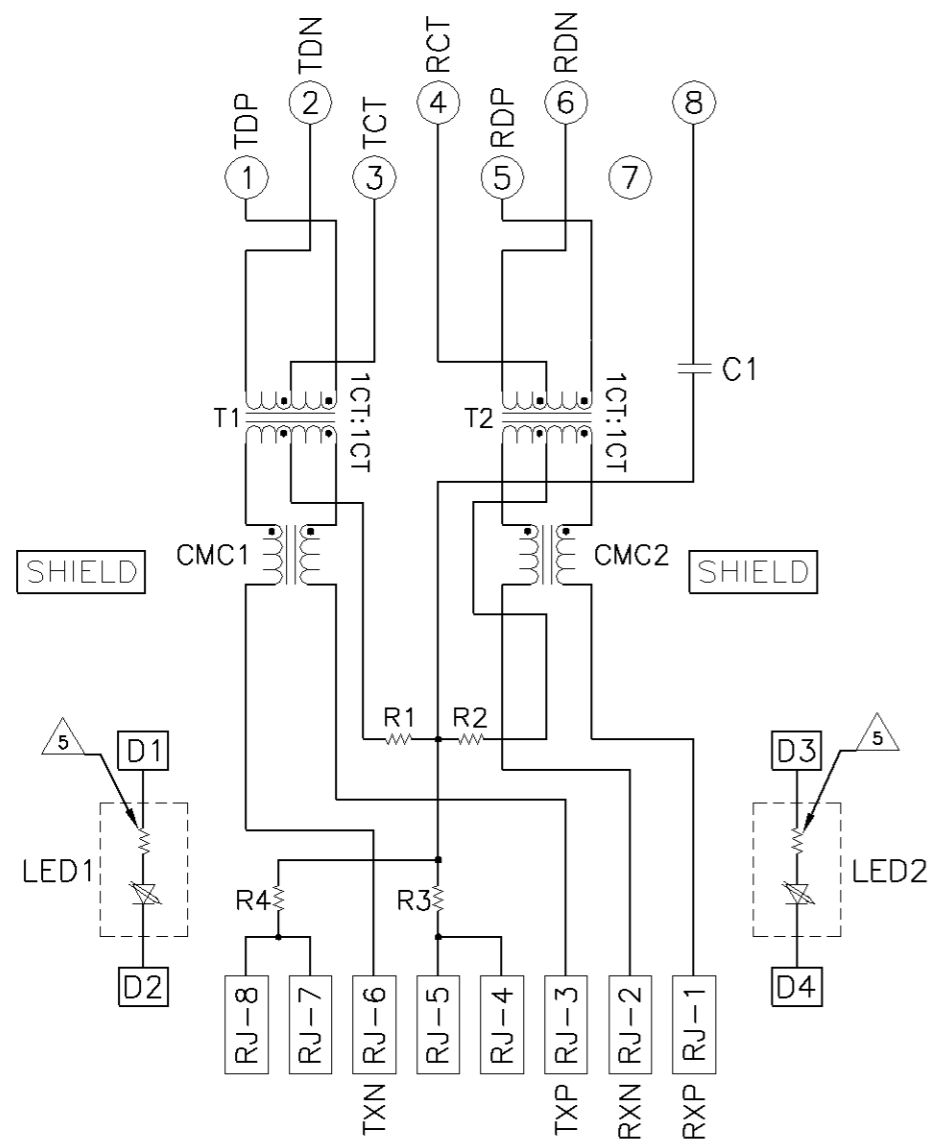 TDN
RCT
RDN
2
4
6
8
TDP
TCT
RDP
1
3
5
7
C1
T1
1CT:1CT
T2
1CT:1CT
CMC1
CMC2
SHIELD
SHIELD
R1
R2
5
5
D1
D3
LED1
LED2
R4
R3
D2
D4
RJ-8
RJ-7
RJ-6
RJ-5
RJ-4
RJ-3
RJ-2
RJ-1
TXN
TXP
RXN
RXP